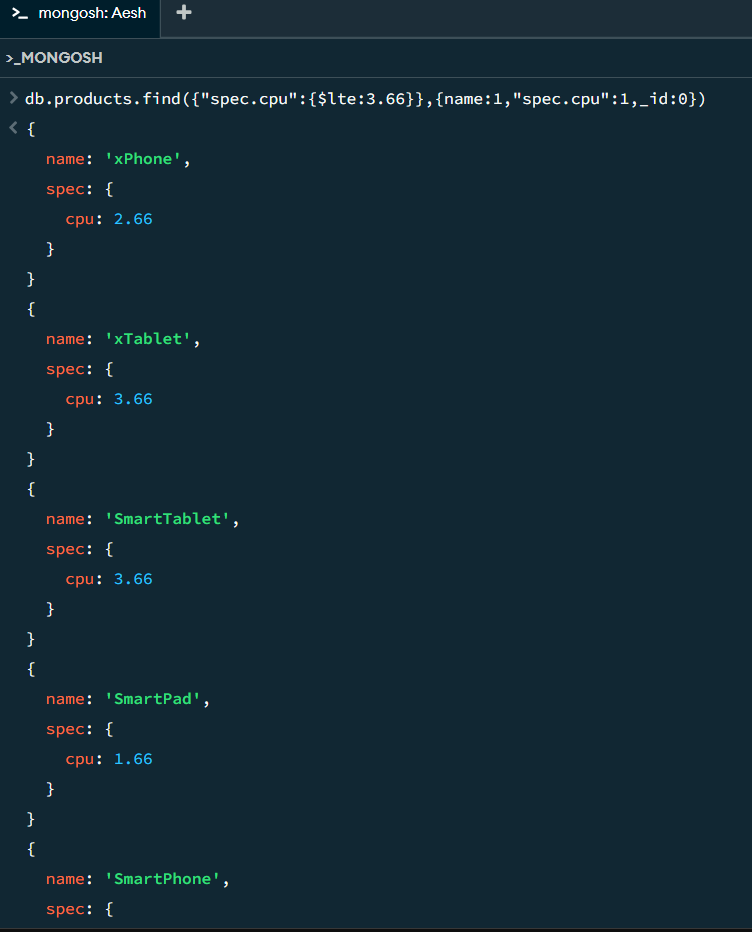 >_ mongosh: Aesh +
>_MONGOSH
> db.products.find({"spec.cpu":{$lte:3.66}},{name:1,"spec.cpu":1,_id:0})
< {
name: 'xPhone',
spec: {
cpu: 2.66
}
}
{
name: 'xTablet',
spec: {
cpu: 3.66
}
}
{
name: 'SmartTablet',
spec: {
cpu: 3.66
}
}
{
name: 'SmartPad',
spec: {
cpu: 1.66
}
}
{
name: 'SmartPhone',
spec: {